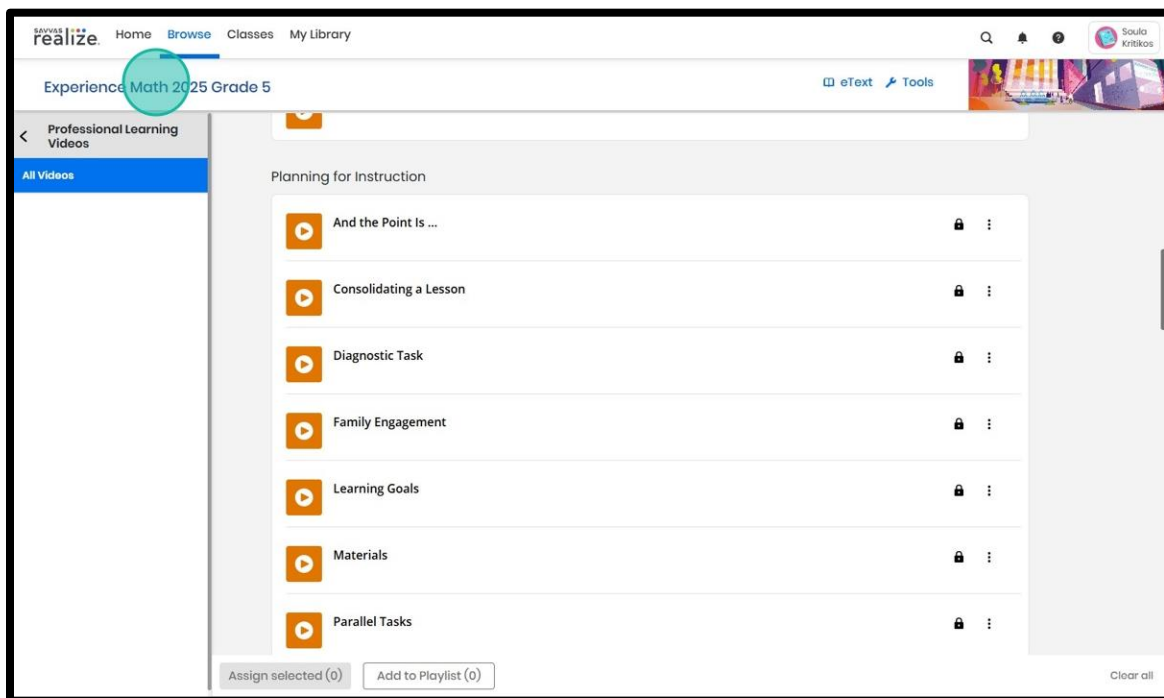 SAVVAS
realize. Home Browse Classes My Library
Soula
Kritikos
Experience Math 2025 Grade 5
eText Tools
Professional Learning
Videos
All Videos
Planning for Instruction
And the Point Is ...
Consolidating a Lesson
Diagnostic Task
Family Engagement
Learning Goals
Materials
Parallel Tasks
Assign selected (0) Add to Playlist (0) Clear all